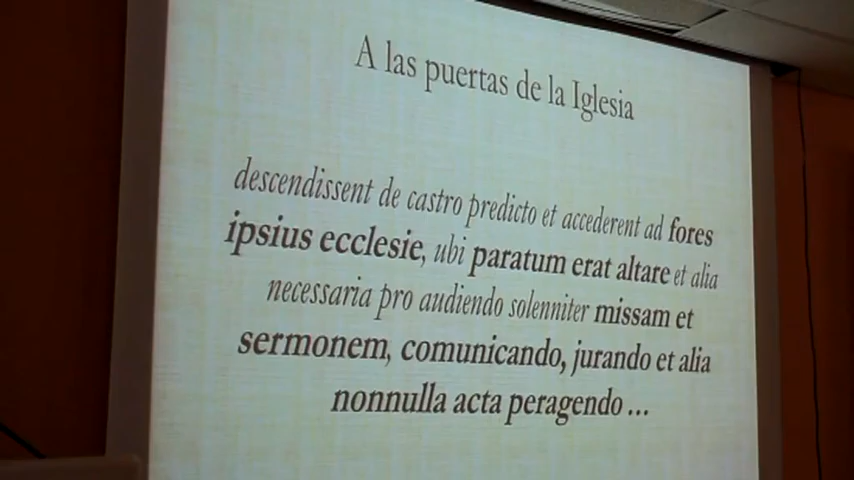 A las puertas de la Iglesia
descendissent de castro predicto et accederent ad fores
ipsius ecclesie, ubi paratum erat altare et alia
necessaria pro audiendo solenniter missam et
sermonem, comunicando, jurando et alia
nonnulla acta peragendo ...